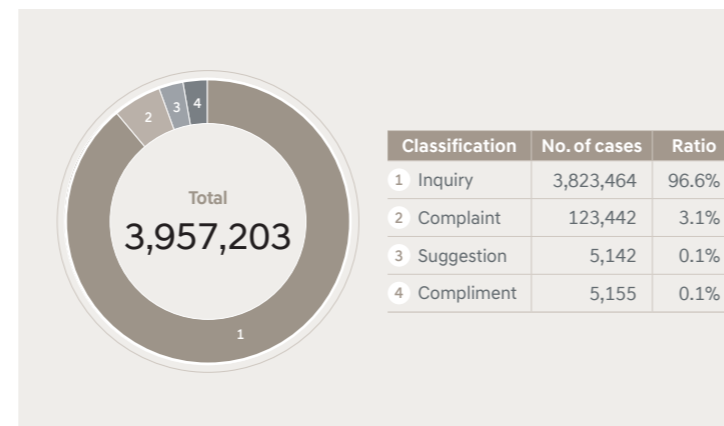 2 3 4
Total
3,957,203
1
Classification No. of cases Ratio
1 Inquiry 3,823,464 96.6%
2 Complaint 123,442 3.1%
3 Suggestion 5,142 0.1%
4 Compliment 5,155 0.1%